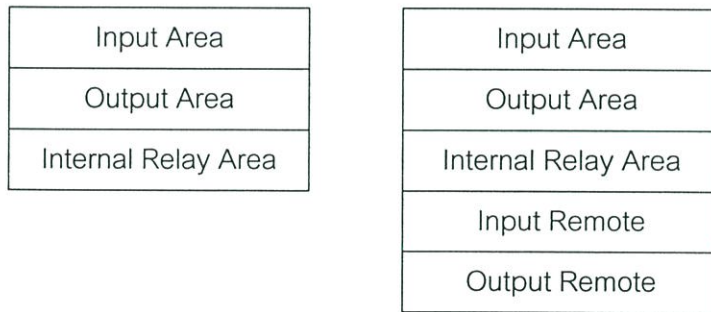 Input Area
Output Area
Internal Relay Area
Input Area
Output Area
Internal Relay Area
Input Remote
Output Remote